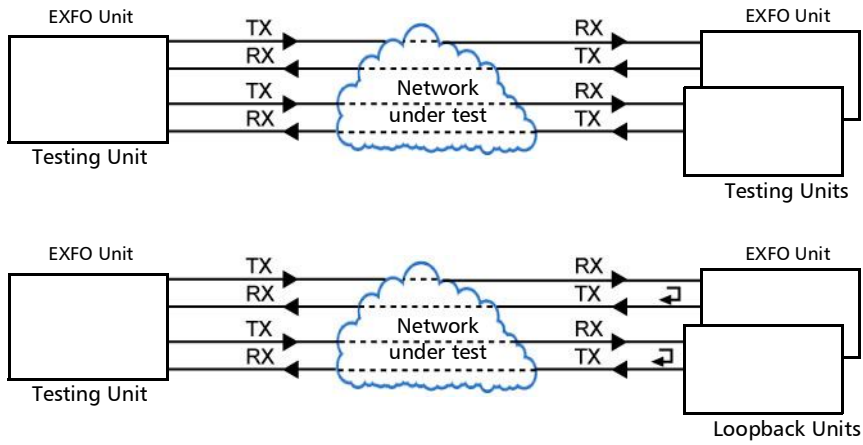 EXFO Unit
EXFO Unit
TX
RX
RX
TX
TX
RX
RX
TX
Network
under test
Testing Unit
Testing Units
EXFO Unit
EXFO Unit
TX
RX
RX
TX
TX
RX
RX
TX
Network
under test
Testing Unit
Loopback Units